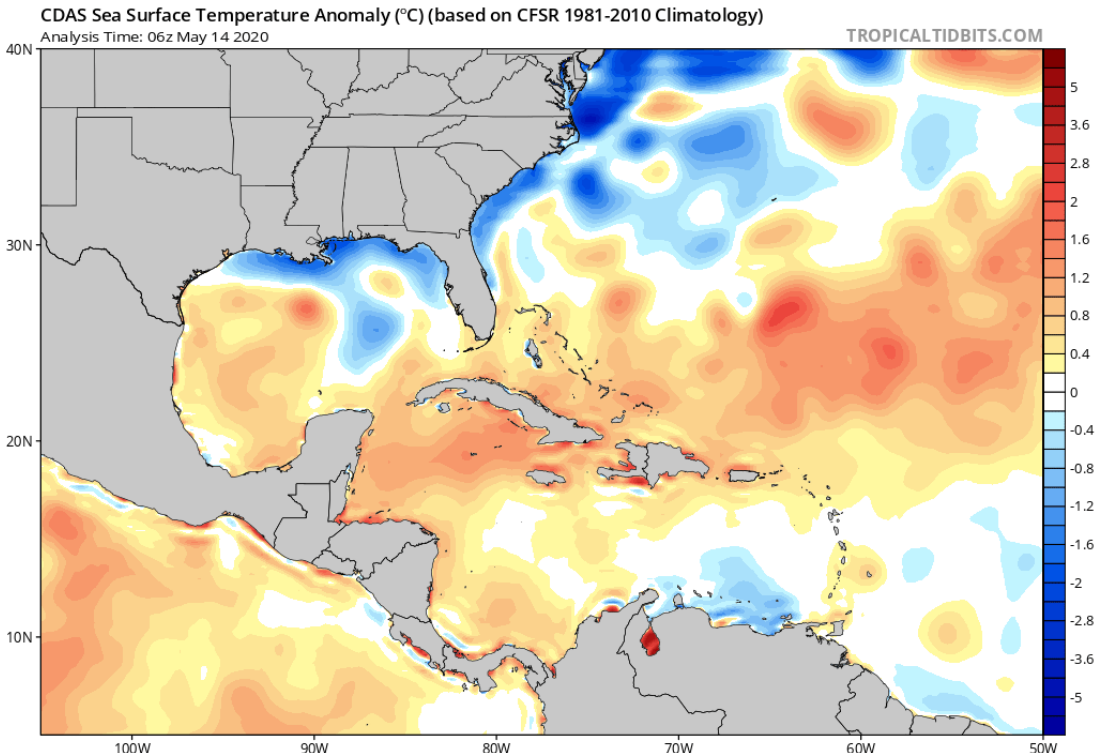 CDAS Sea Surface Temperature Anomaly (°C) (based on CFSR 1981-2010 Climatology)
Analysis Time: 06z May 14 2020
TROPICALTIDBITS.COM
40N
30N
20N
10N
100W
90W
80W
70W
60W
50W
5
3.6
2.8
2
1.6
1.2
0.8
0.4
0
-0.4
-0.8
-1.2
-1.6
-2
-2.8
-3.6
-5